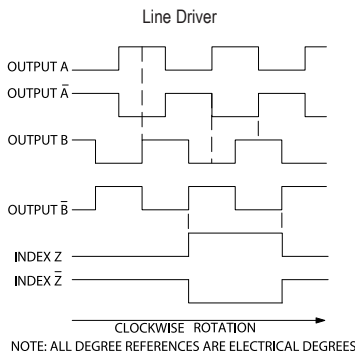 Line Driver
OUTPUT A
OUTPUT A̅
OUTPUT B
OUTPUT B̅
INDEX Z
INDEX Z̅
CLOCKWISE ROTATION
NOTE: ALL DEGREE REFERENCES ARE ELECTRICAL DEGREES